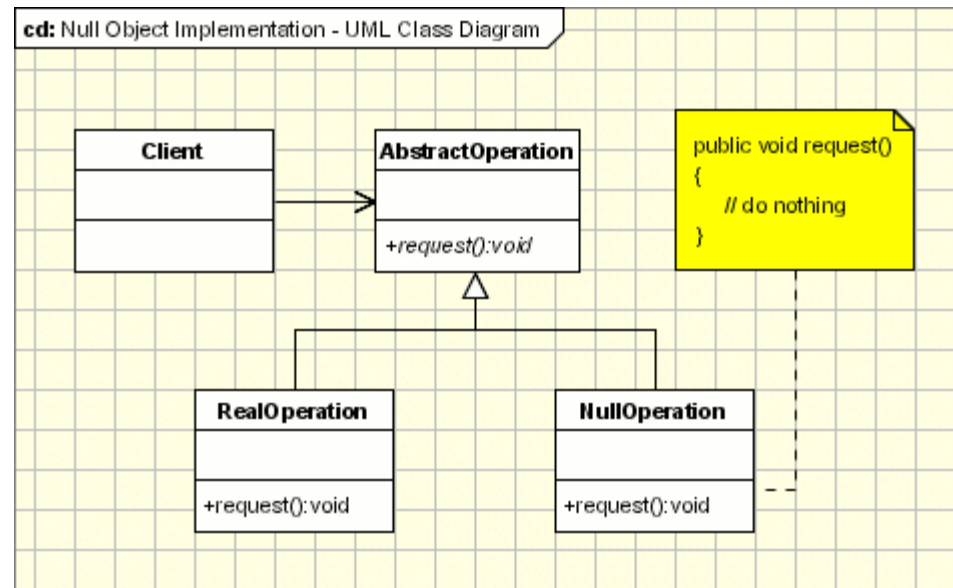 cd: Null Object Implementation - UML Class Diagram
Client
AbstractOperation
+request():void
public void request()
{
// do nothing
}
RealOperation
+request():void
NullOperation
+request():void